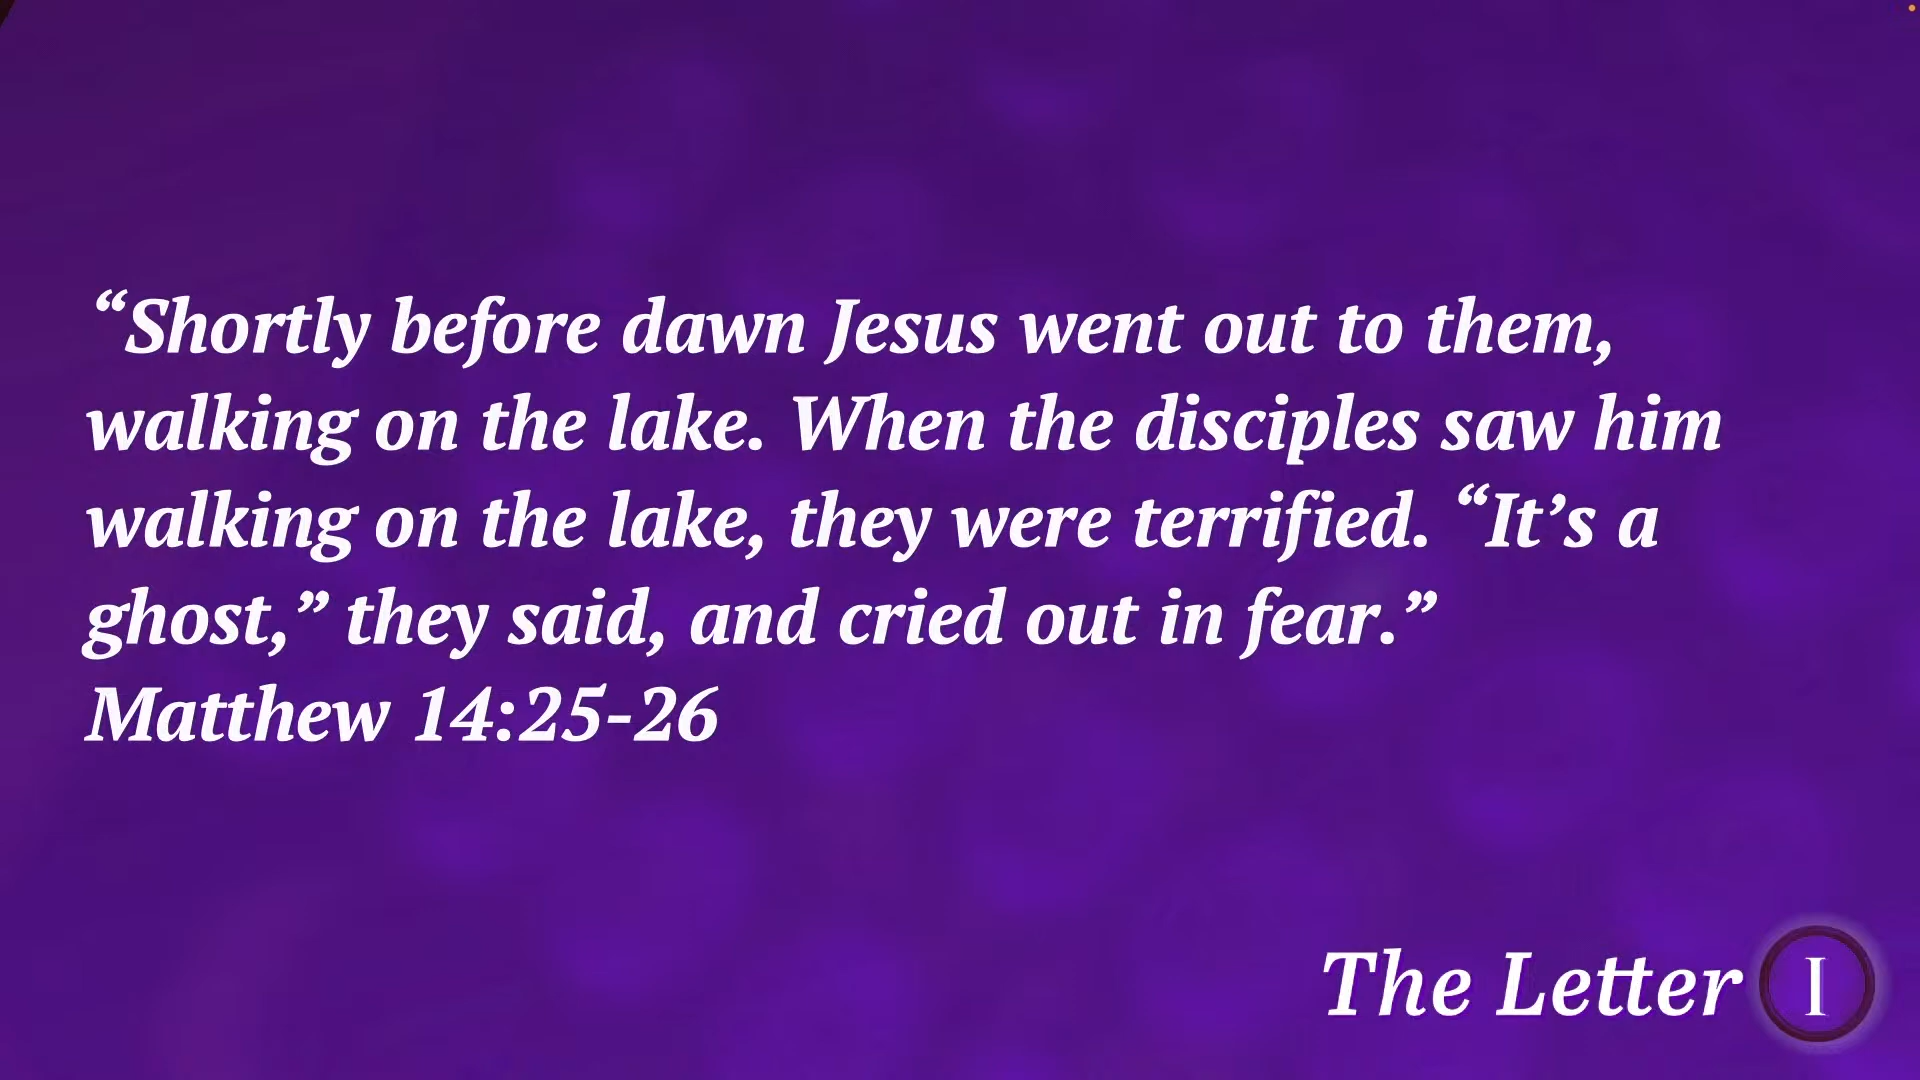 “Shortly before dawn Jesus went out to them,
walking on the lake. When the disciples saw him
walking on the lake, they were terrified. “It’s a
ghost,” they said, and cried out in fear.”
Matthew 14:25-26
The Letter I